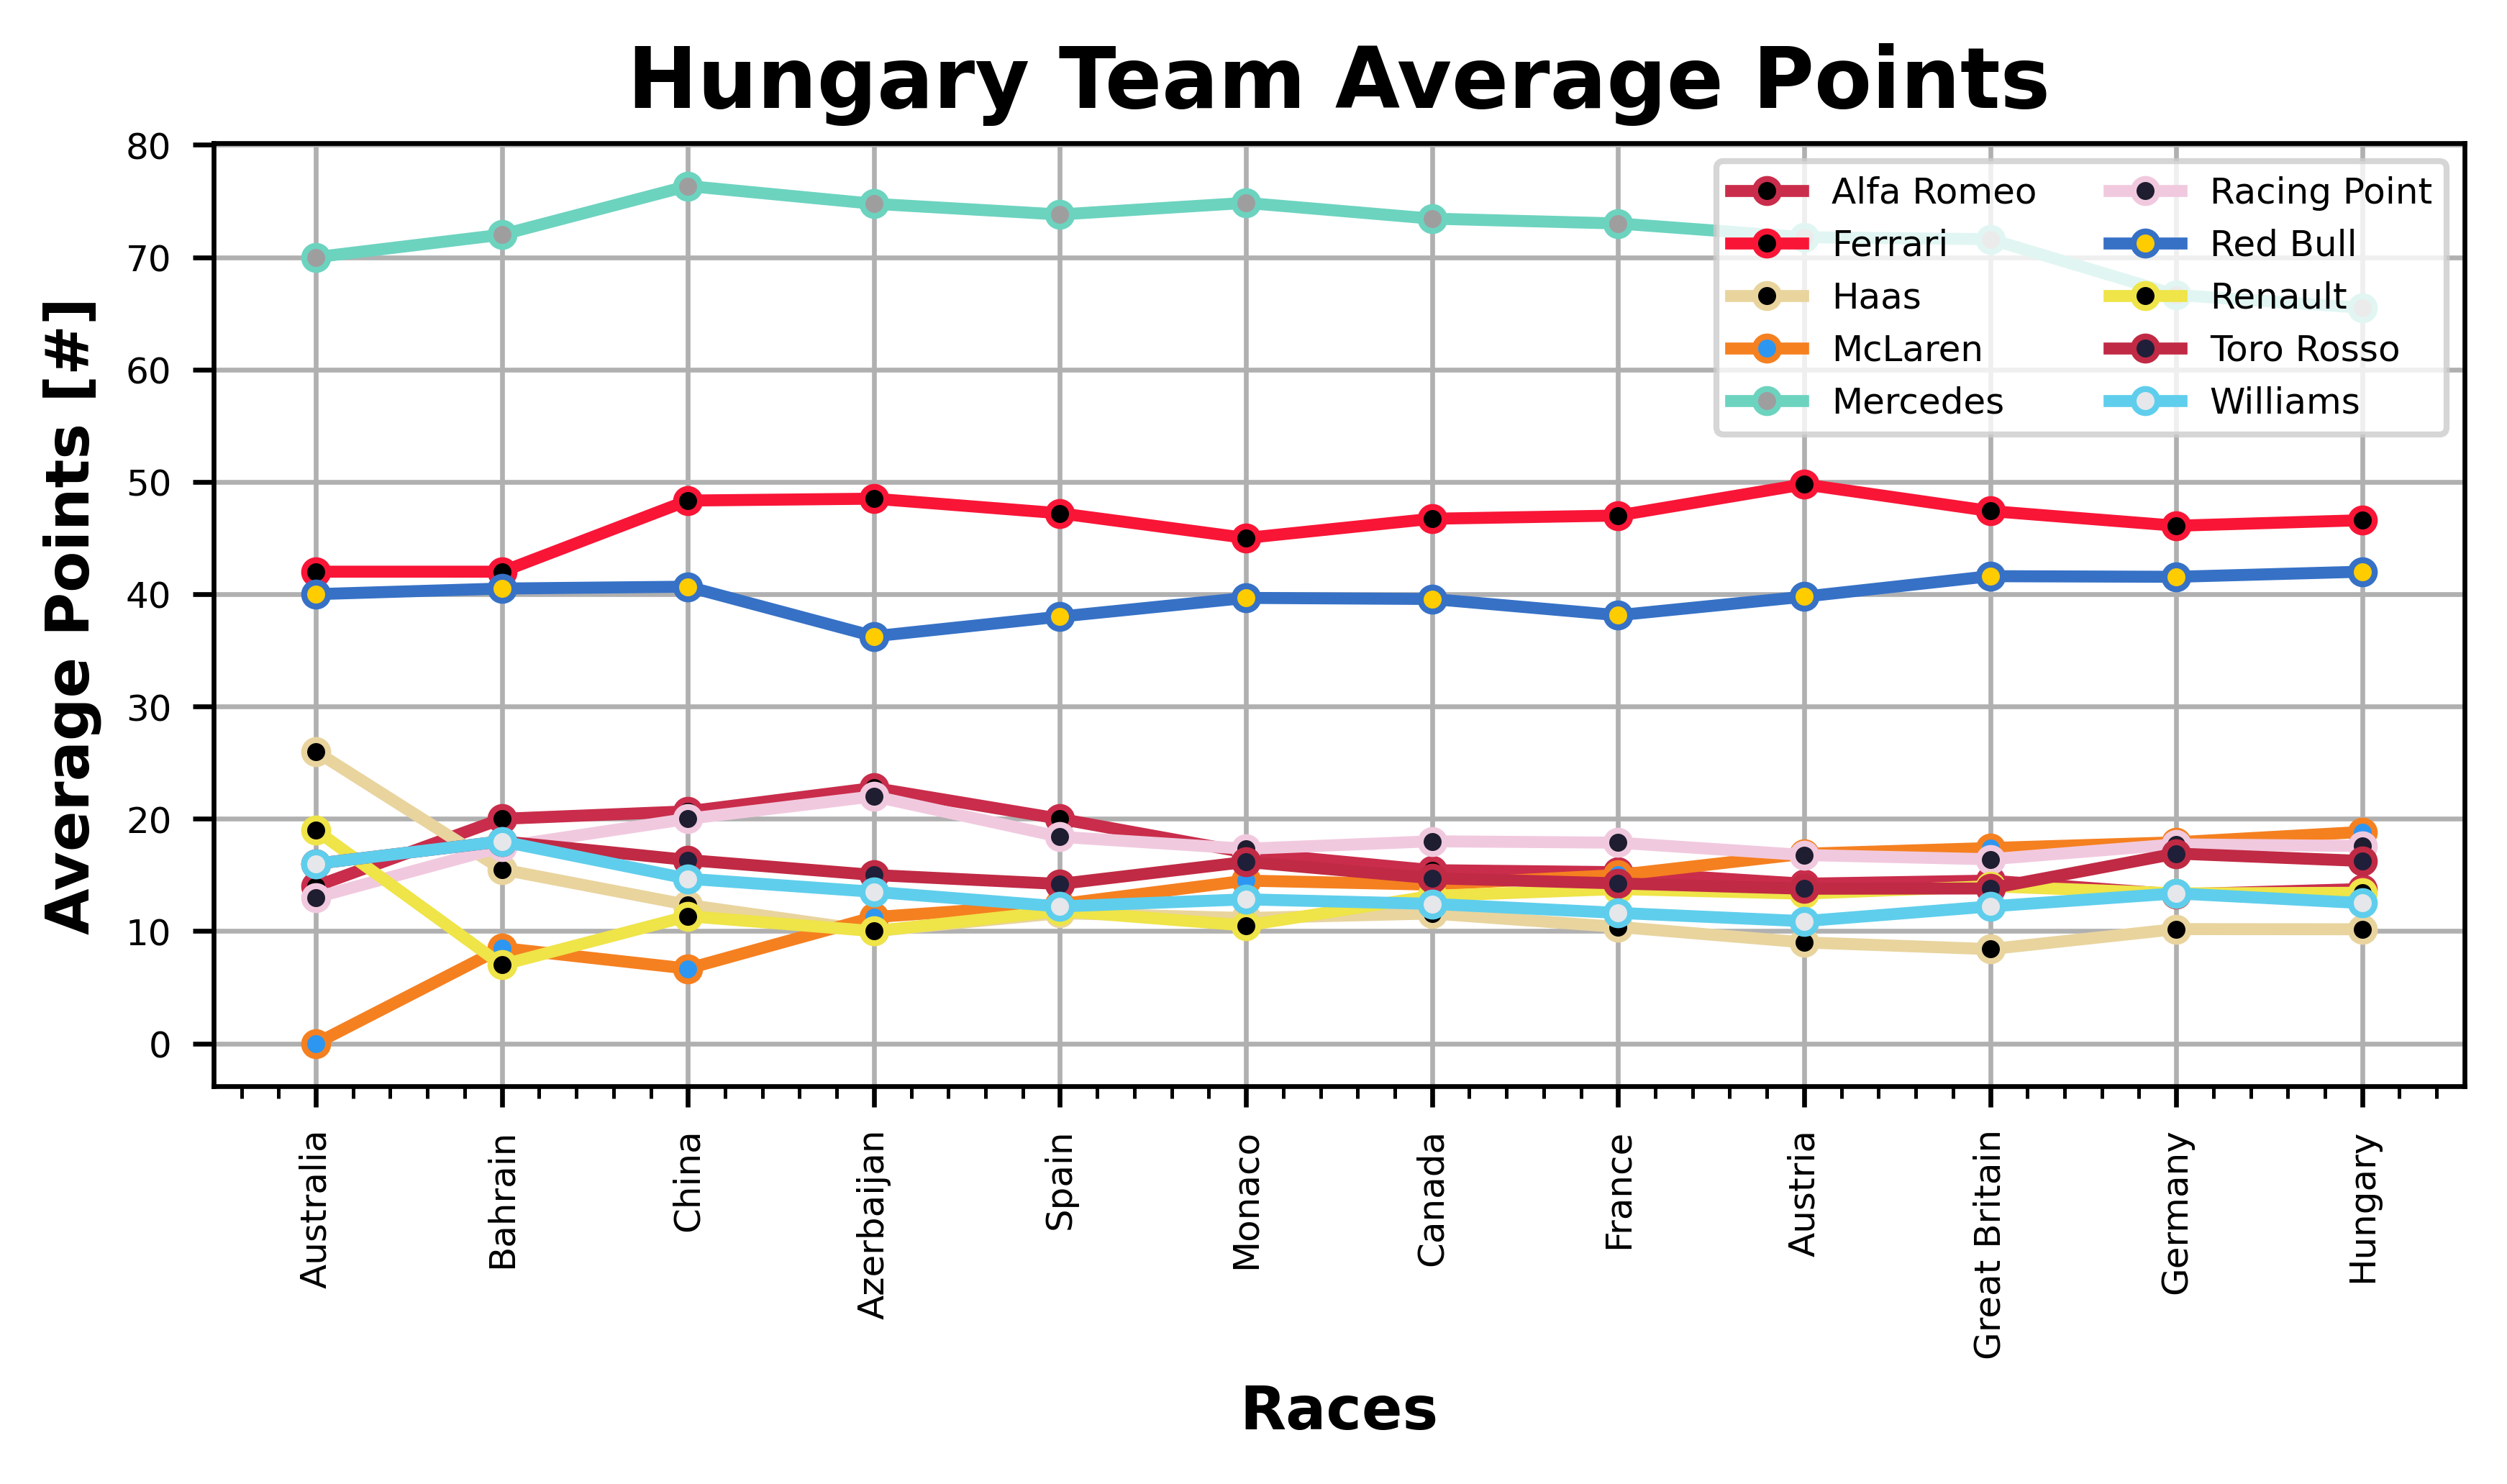 Hungary Team Average Points
Average Points [#]
80
70
60
50
40
30
20
10
0
Alfa Romeo
Ferrari
Haas
McLaren
Mercedes
Racing Point
Red Bull
Renault
Toro Rosso
Williams
Australia
Bahrain
China
Azerbaijan
Spain
Monaco
Canada
France
Austria
Great Britain
Germany
Hungary
Races